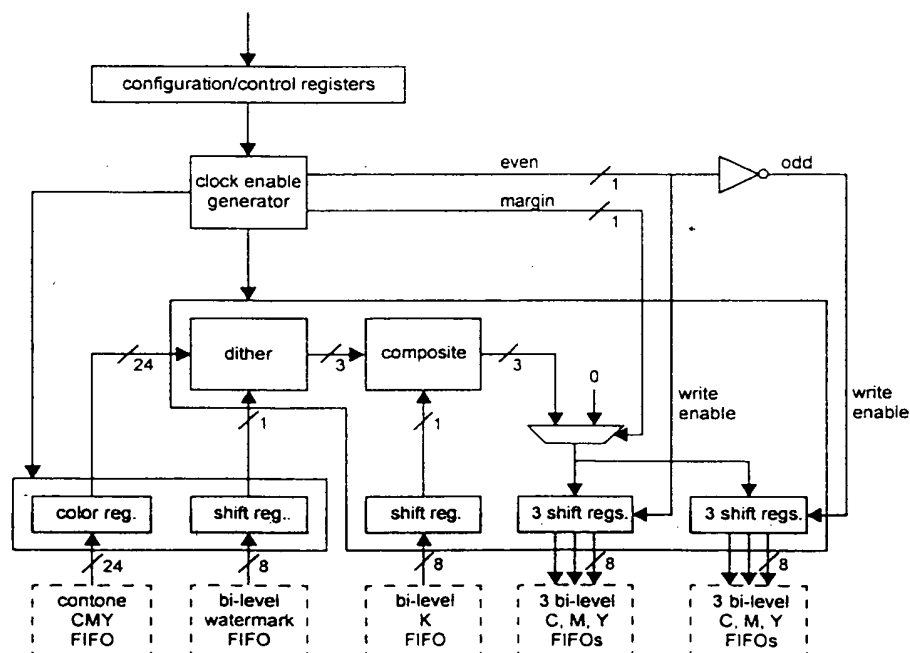 configuration/control registers
even
1
odd
clock enable
generator
margin
1
dither
composite
24
3
3
0
1
1
write
enable
write
enable
color reg.
shift reg..
shift reg.
3 shift regs.
3 shift regs.
24
8
8
8
8
contone
CMY
FIFO
bi-level
watermark
FIFO
bi-level
K
FIFO
3 bi-level
C, M, Y
FIFOs
3 bi-level
C, M, Y
FIFOs